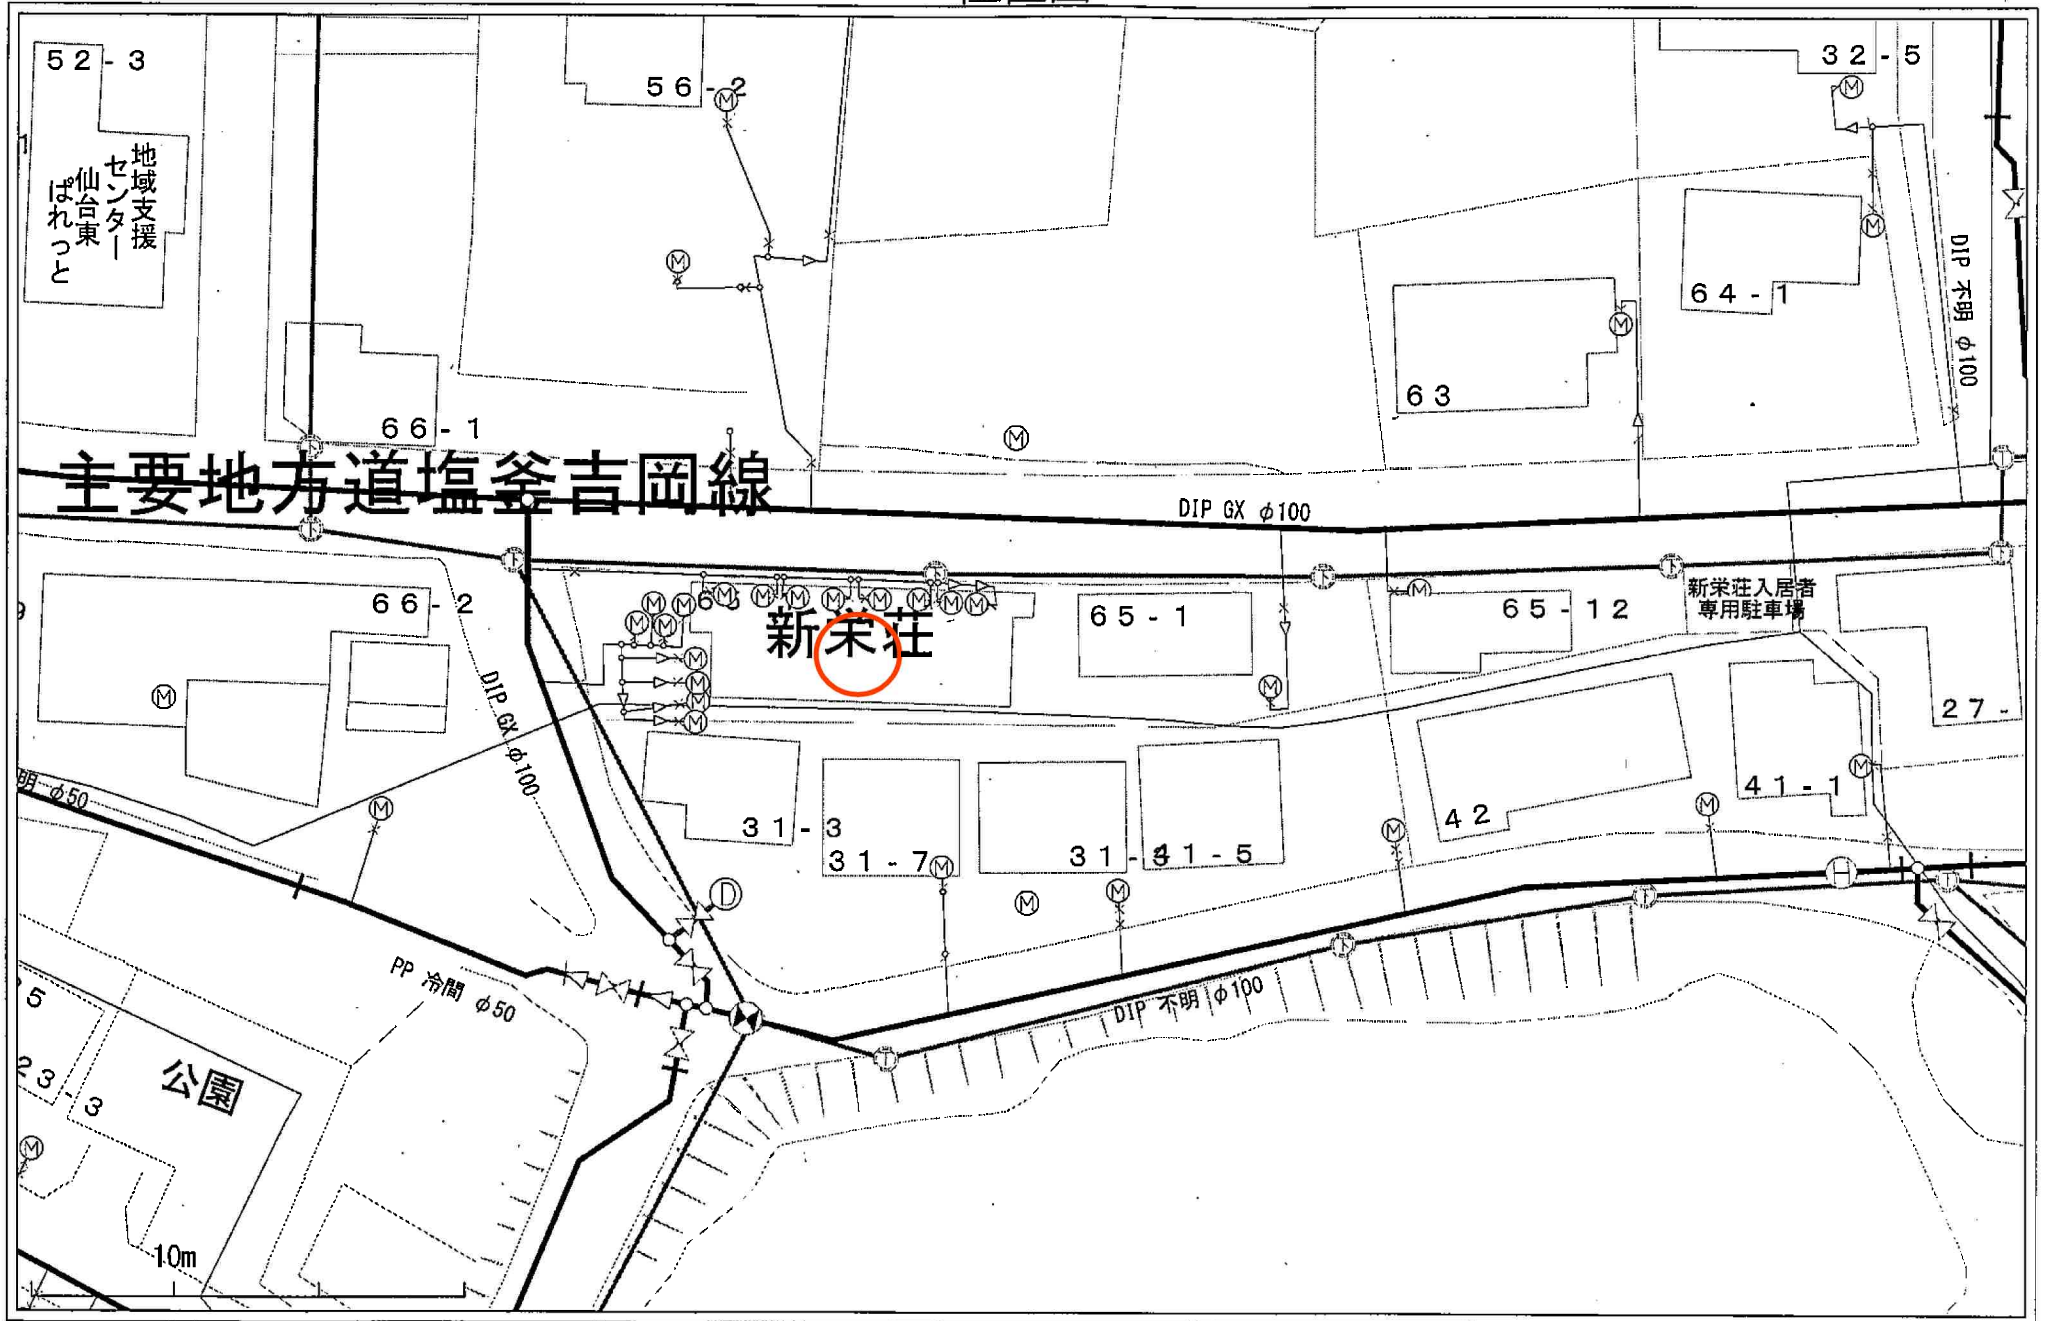 52-3
地域支援
センター
仙台東
ぱれっと
56-2
32-5
64-1
DIP 不明 φ100
63
66-1
主要地方道塩釜吉岡線
DIP GX φ100
66-2
新栄荘
65-1
65-12
新栄荘入居者
専用駐車場
27-
DIP GX φ100
明 φ50
31-3
31-7
31-3
41-5
42
41-1
D
H
PP 冷間 φ50
DIP 不明 φ100
公園
23-3
10m